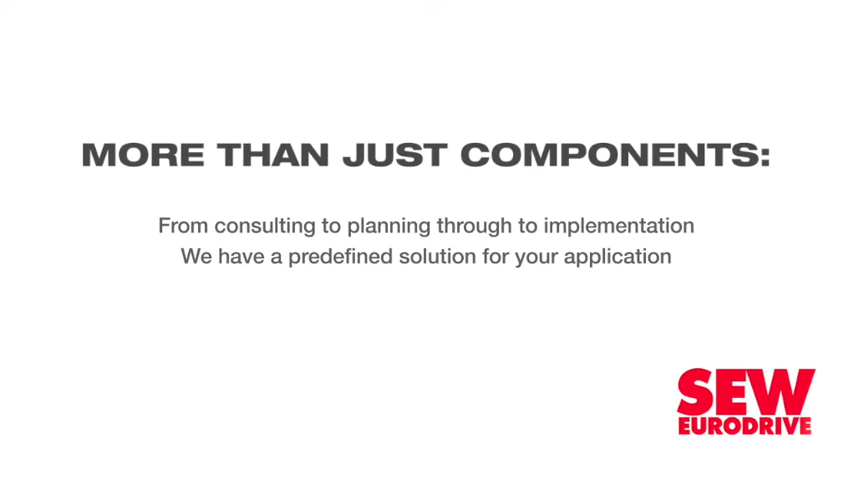 MORE THAN JUST COMPONENTS:
From consulting to planning through to implementation
We have a predefined solution for your application
SEW
EURODRIVE